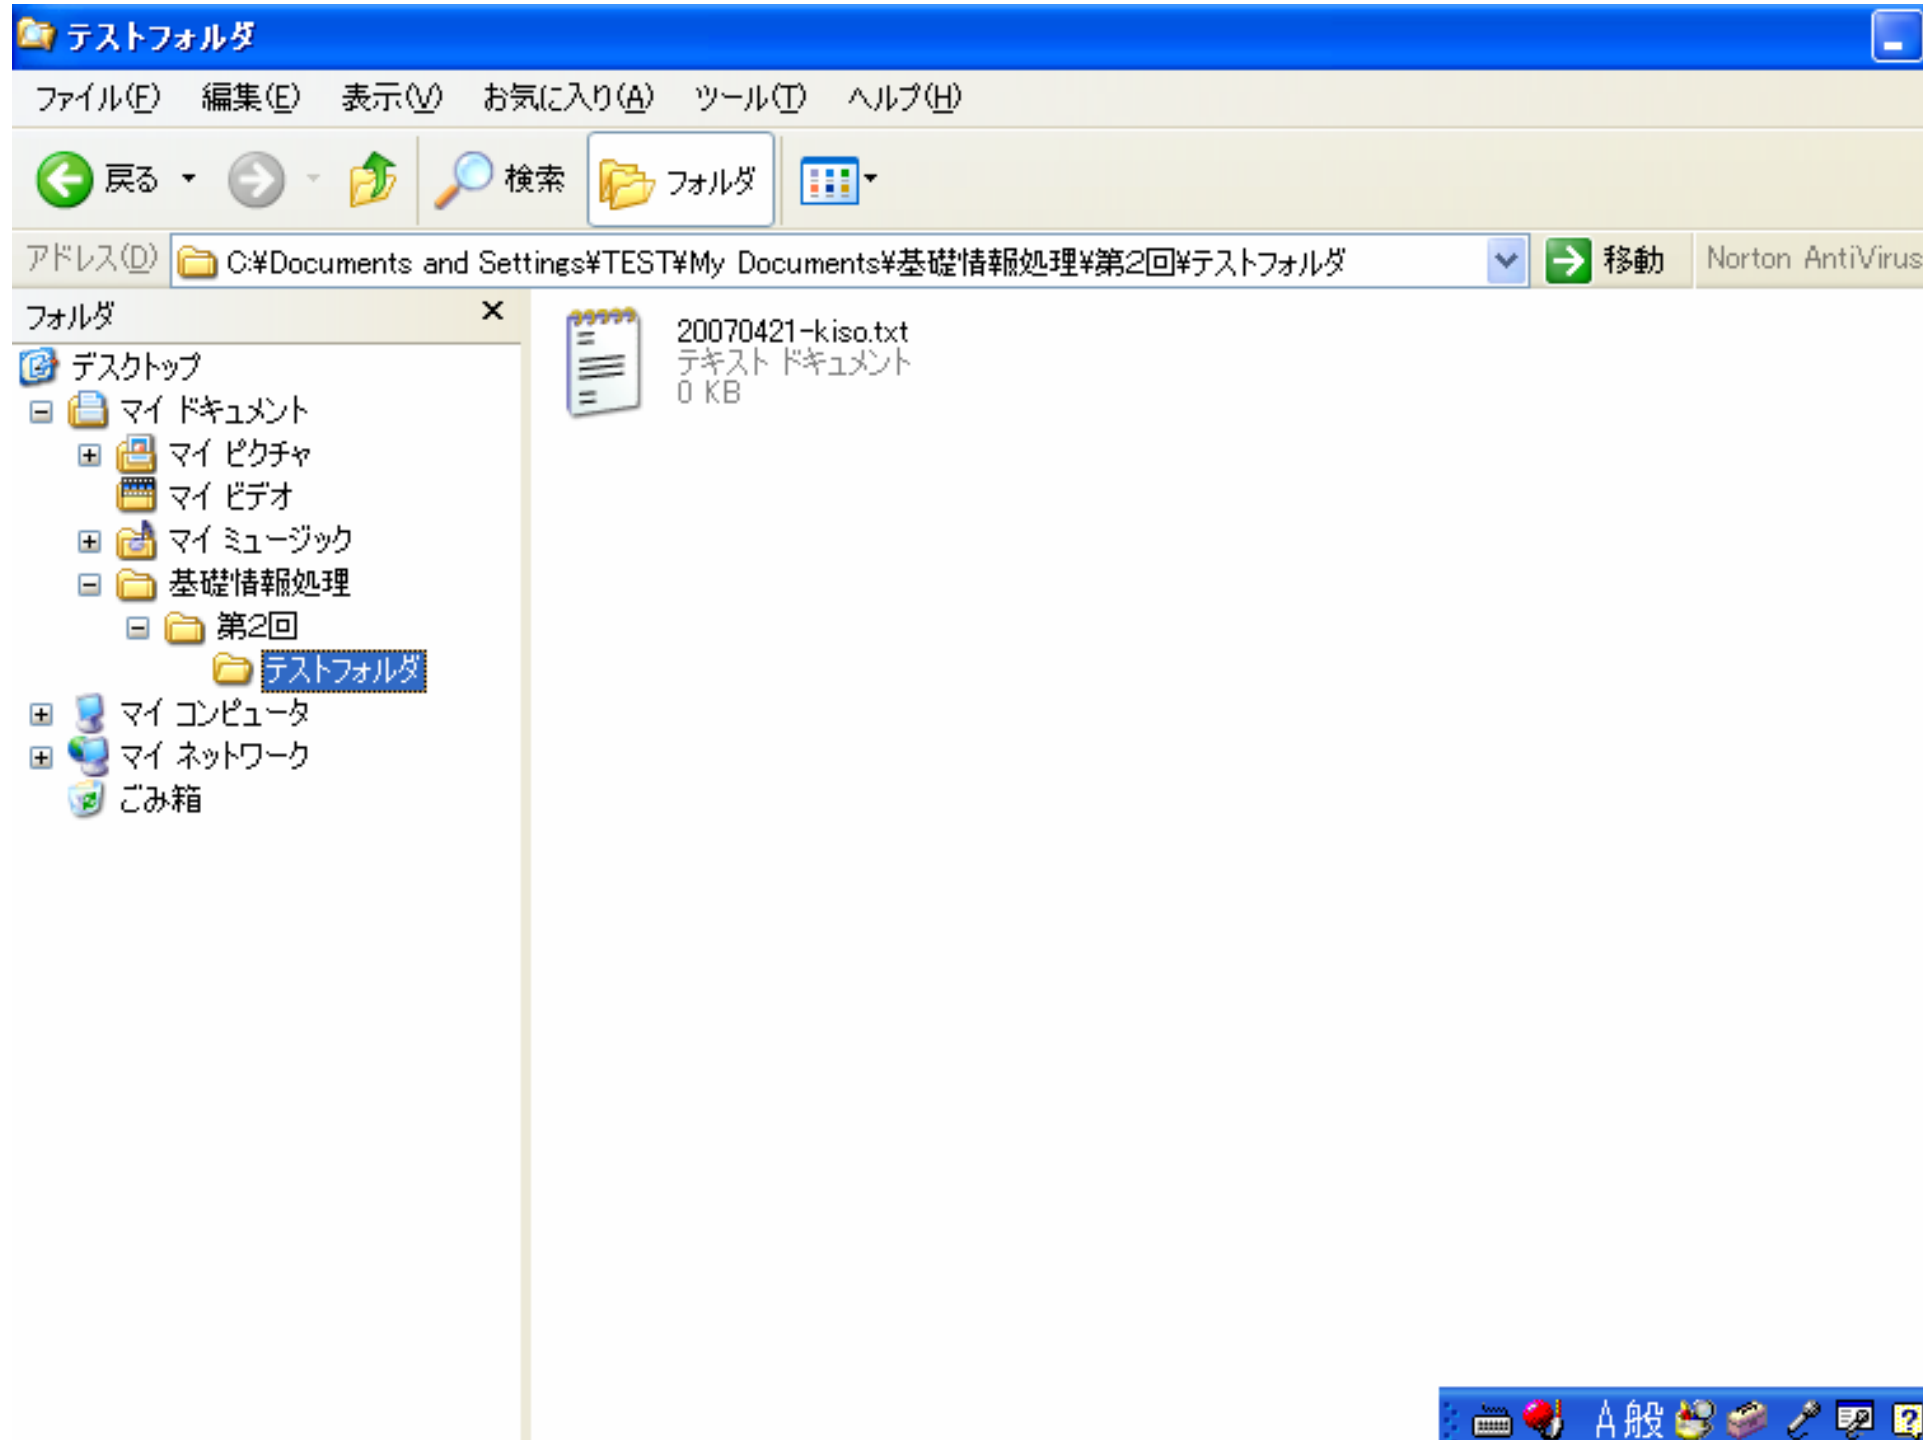 テストフォルダ
ファイル(F) 編集(E) 表示(V) お気に入り(A) ツール(T) ヘルプ(H)
戻る 検索 フォルダ
アドレス(D) C:¥Documents and Settings¥TEST¥My Documents¥基礎情報処理¥第2回¥テストフォルダ 移動 Norton AntiVirus
フォルダ ×
デスクトップ
マイ ドキュメント
マイ ピクチャ
マイ ビデオ
マイ ミュージック
基礎情報処理
第2回
テストフォルダ
マイ コンピュータ
マイ ネットワーク
ごみ箱
20070421-kiso.txt
テキスト ドキュメント
0 KB
A 般